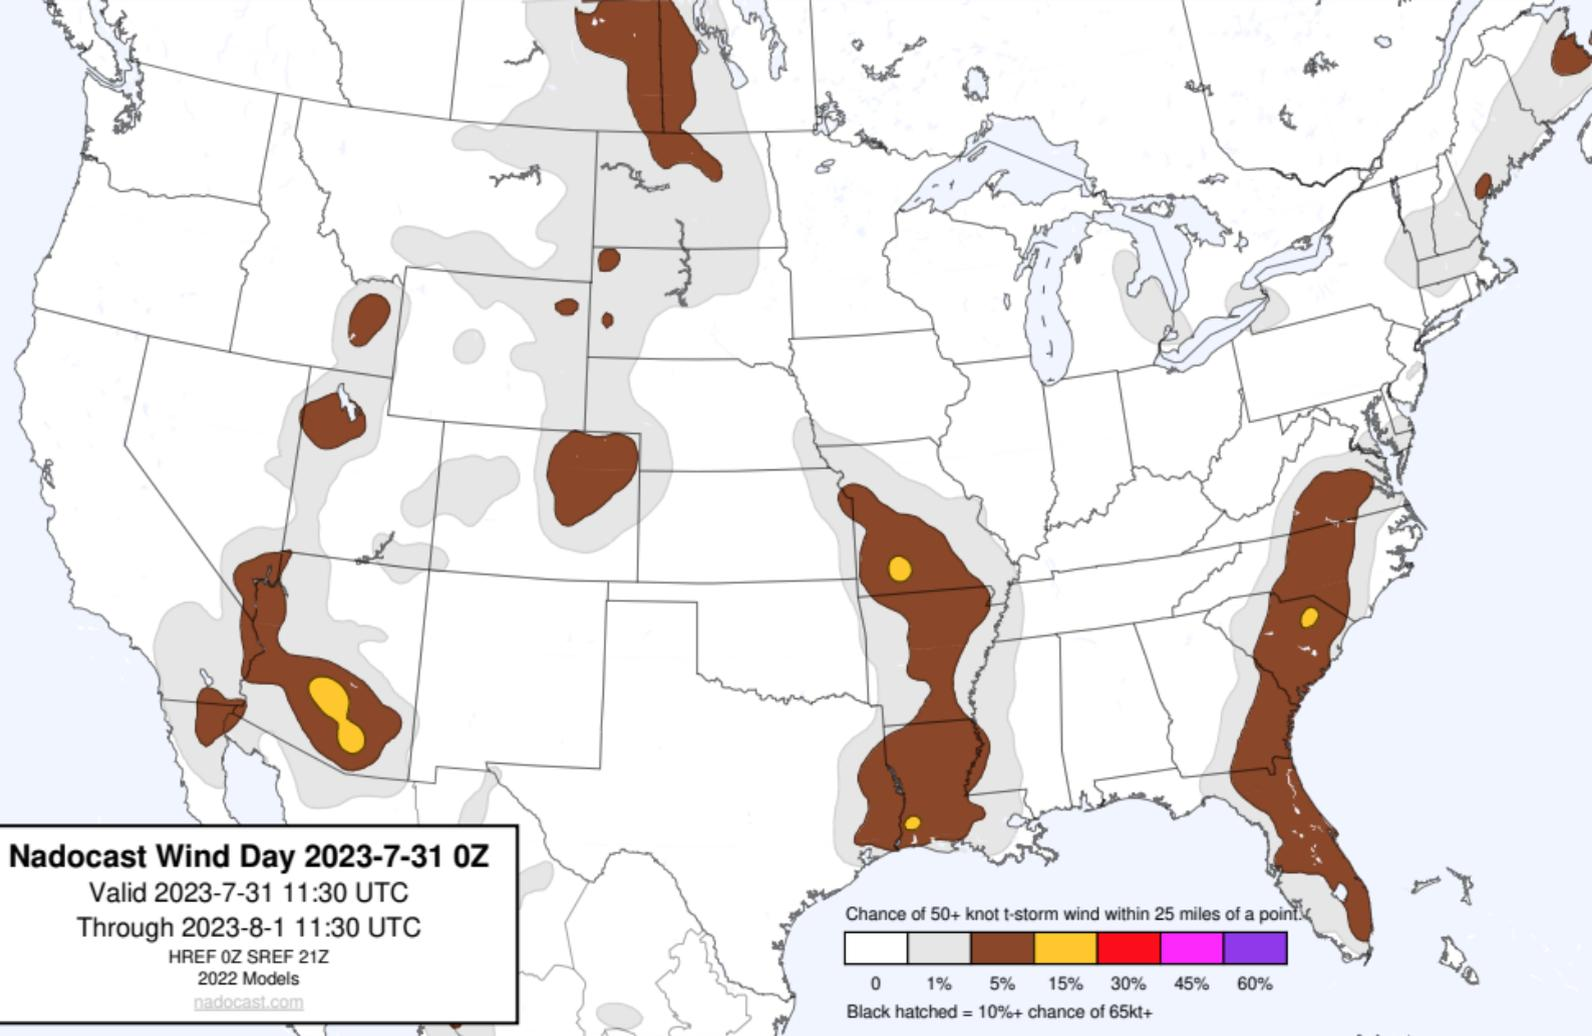 Nadocast Wind Day 2023-7-31 0Z
Valid 2023-7-31 11:30 UTC
Through 2023-8-1 11:30 UTC
HREF 0Z SREF 21Z
2022 Models
nadocast.com
Chance of 50+ knot t-storm wind within 25 miles of a point.
0 1% 5% 15% 30% 45% 60%
Black hatched = 10%+ chance of 65kt+